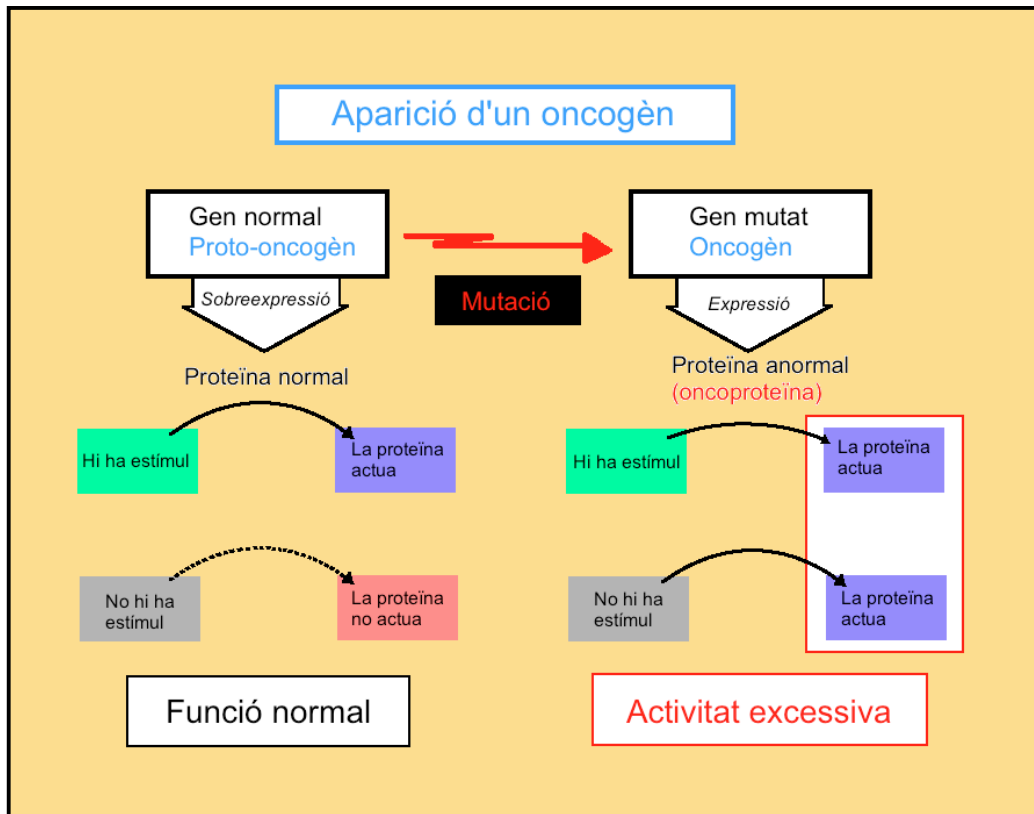 Aparició d'un oncogèn
Gen normal
Proto-oncogèn
Sobreexpressió
Proteïna normal
Hi ha estímul
La proteïna
actua
No hi ha
estímul
La proteïna
no actua
Funció normal
Mutació
Gen mutat
Oncogèn
Expressió
Proteïna anormal
(oncoproteïna)
Hi ha estímul
La proteïna
actua
No hi ha
estímul
La proteïna
actua
Activitat excessiva